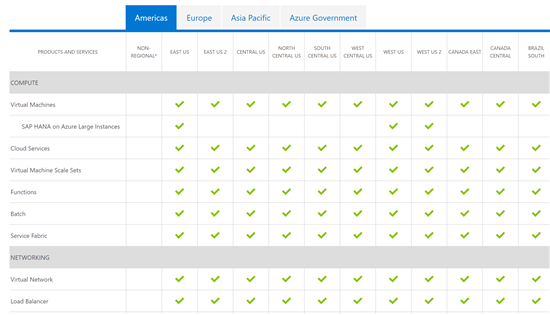 Americas Europe Asia Pacific Azure Government
PRODUCTS AND SERVICES NON-REGIONAL* EAST US EAST US 2 CENTRAL US NORTH CENTRAL US SOUTH CENTRAL US WEST CENTRAL US WEST US WEST US 2 CANADA EAST CANADA CENTRAL BRAZIL SOUTH
COMPUTE
Virtual Machines
SAP HANA on Azure Large Instances
Cloud Services
Virtual Machine Scale Sets
Functions
Batch
Service Fabric
NETWORKING
Virtual Network
Load Balancer